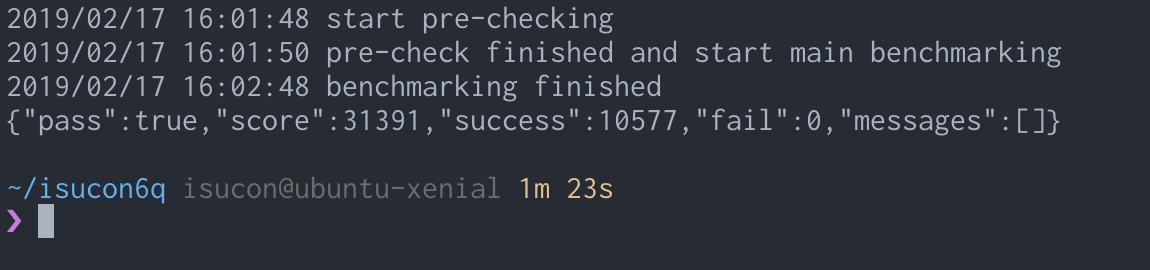 2019/02/17 16:01:48 start pre-checking
2019/02/17 16:01:50 pre-check finished and start main benchmarking
2019/02/17 16:02:48 benchmarking finished
{"pass":true,"score":31391,"success":10577,"fail":0,"messages":[]}
~/isucon6q isucon@ubuntu-xenial 1m 23s
❯